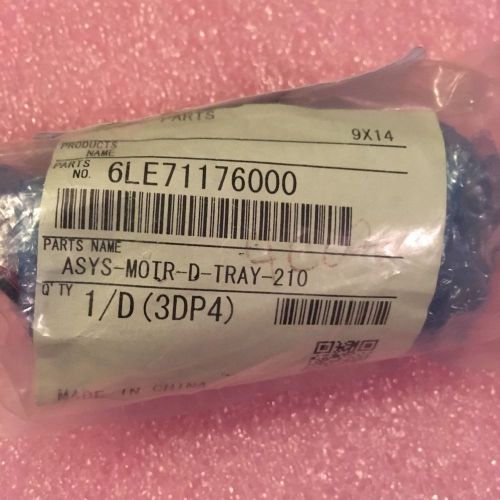 PARTS
9X14
PRODUCTS
NAME
PARTS
NO. 6LE71176000
PARTS NAME
ASYS-MOTR-D-TRAY-210
Q'TY 1/D(3DP4)
MADE IN CHINA